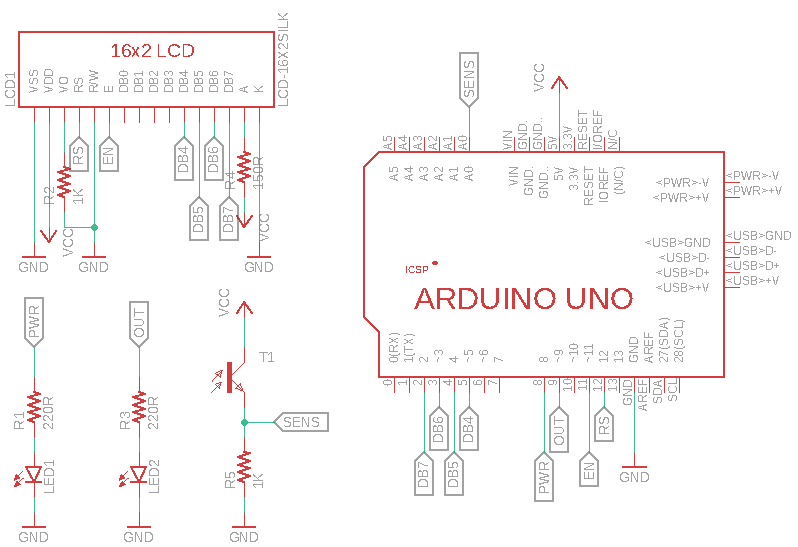 16x2 LCD
LCD1
LCD-16X2SILK
VSS
VDD
VO
RS
R/W
E
DB0
DB1
DB2
DB3
DB4
DB5
DB6
DB7
A
K
RS
EN
DB4
DB6
DB5
DB7
R2
1K
R4
150R
VCC
VCC
GND
GND
GND
PWR
R1
220R
LED1
GND
OUT
R3
220R
LED2
GND
VCC
T1
SENS
R5
1K
GND
SENS
VCC
A5
A4
A3
A2
A1
A0
VIN
GND.
GND..
5V
3.3V
RESET
IOREF
N/C
A5
A4
A3
A2
A1
A0
VIN
GND.
GND..
5V
3.3V
RESET
IOREF
(N/C)
<PWR>-V
<PWR>+V
<USB>GND
<USB>D-
<USB>D+
<USB>+V
<PWR>-V
<PWR>+V
<USB>GND
<USB>D-
<USB>D+
<USB>+V
ICSP
ARDUINO UNO
0(RX)
1(TX)
2
~3
4
~5
~6
7
8
~9
~10
~11
12
13
GND
AREF
27(SDA)
28(SCL)
0
1
2
3
4
5
6
7
8
9
10
11
12
13
GND
AREF
SDA
SCL
DB6
DB4
DB7
DB5
OUT
RS
PWR
EN
GND